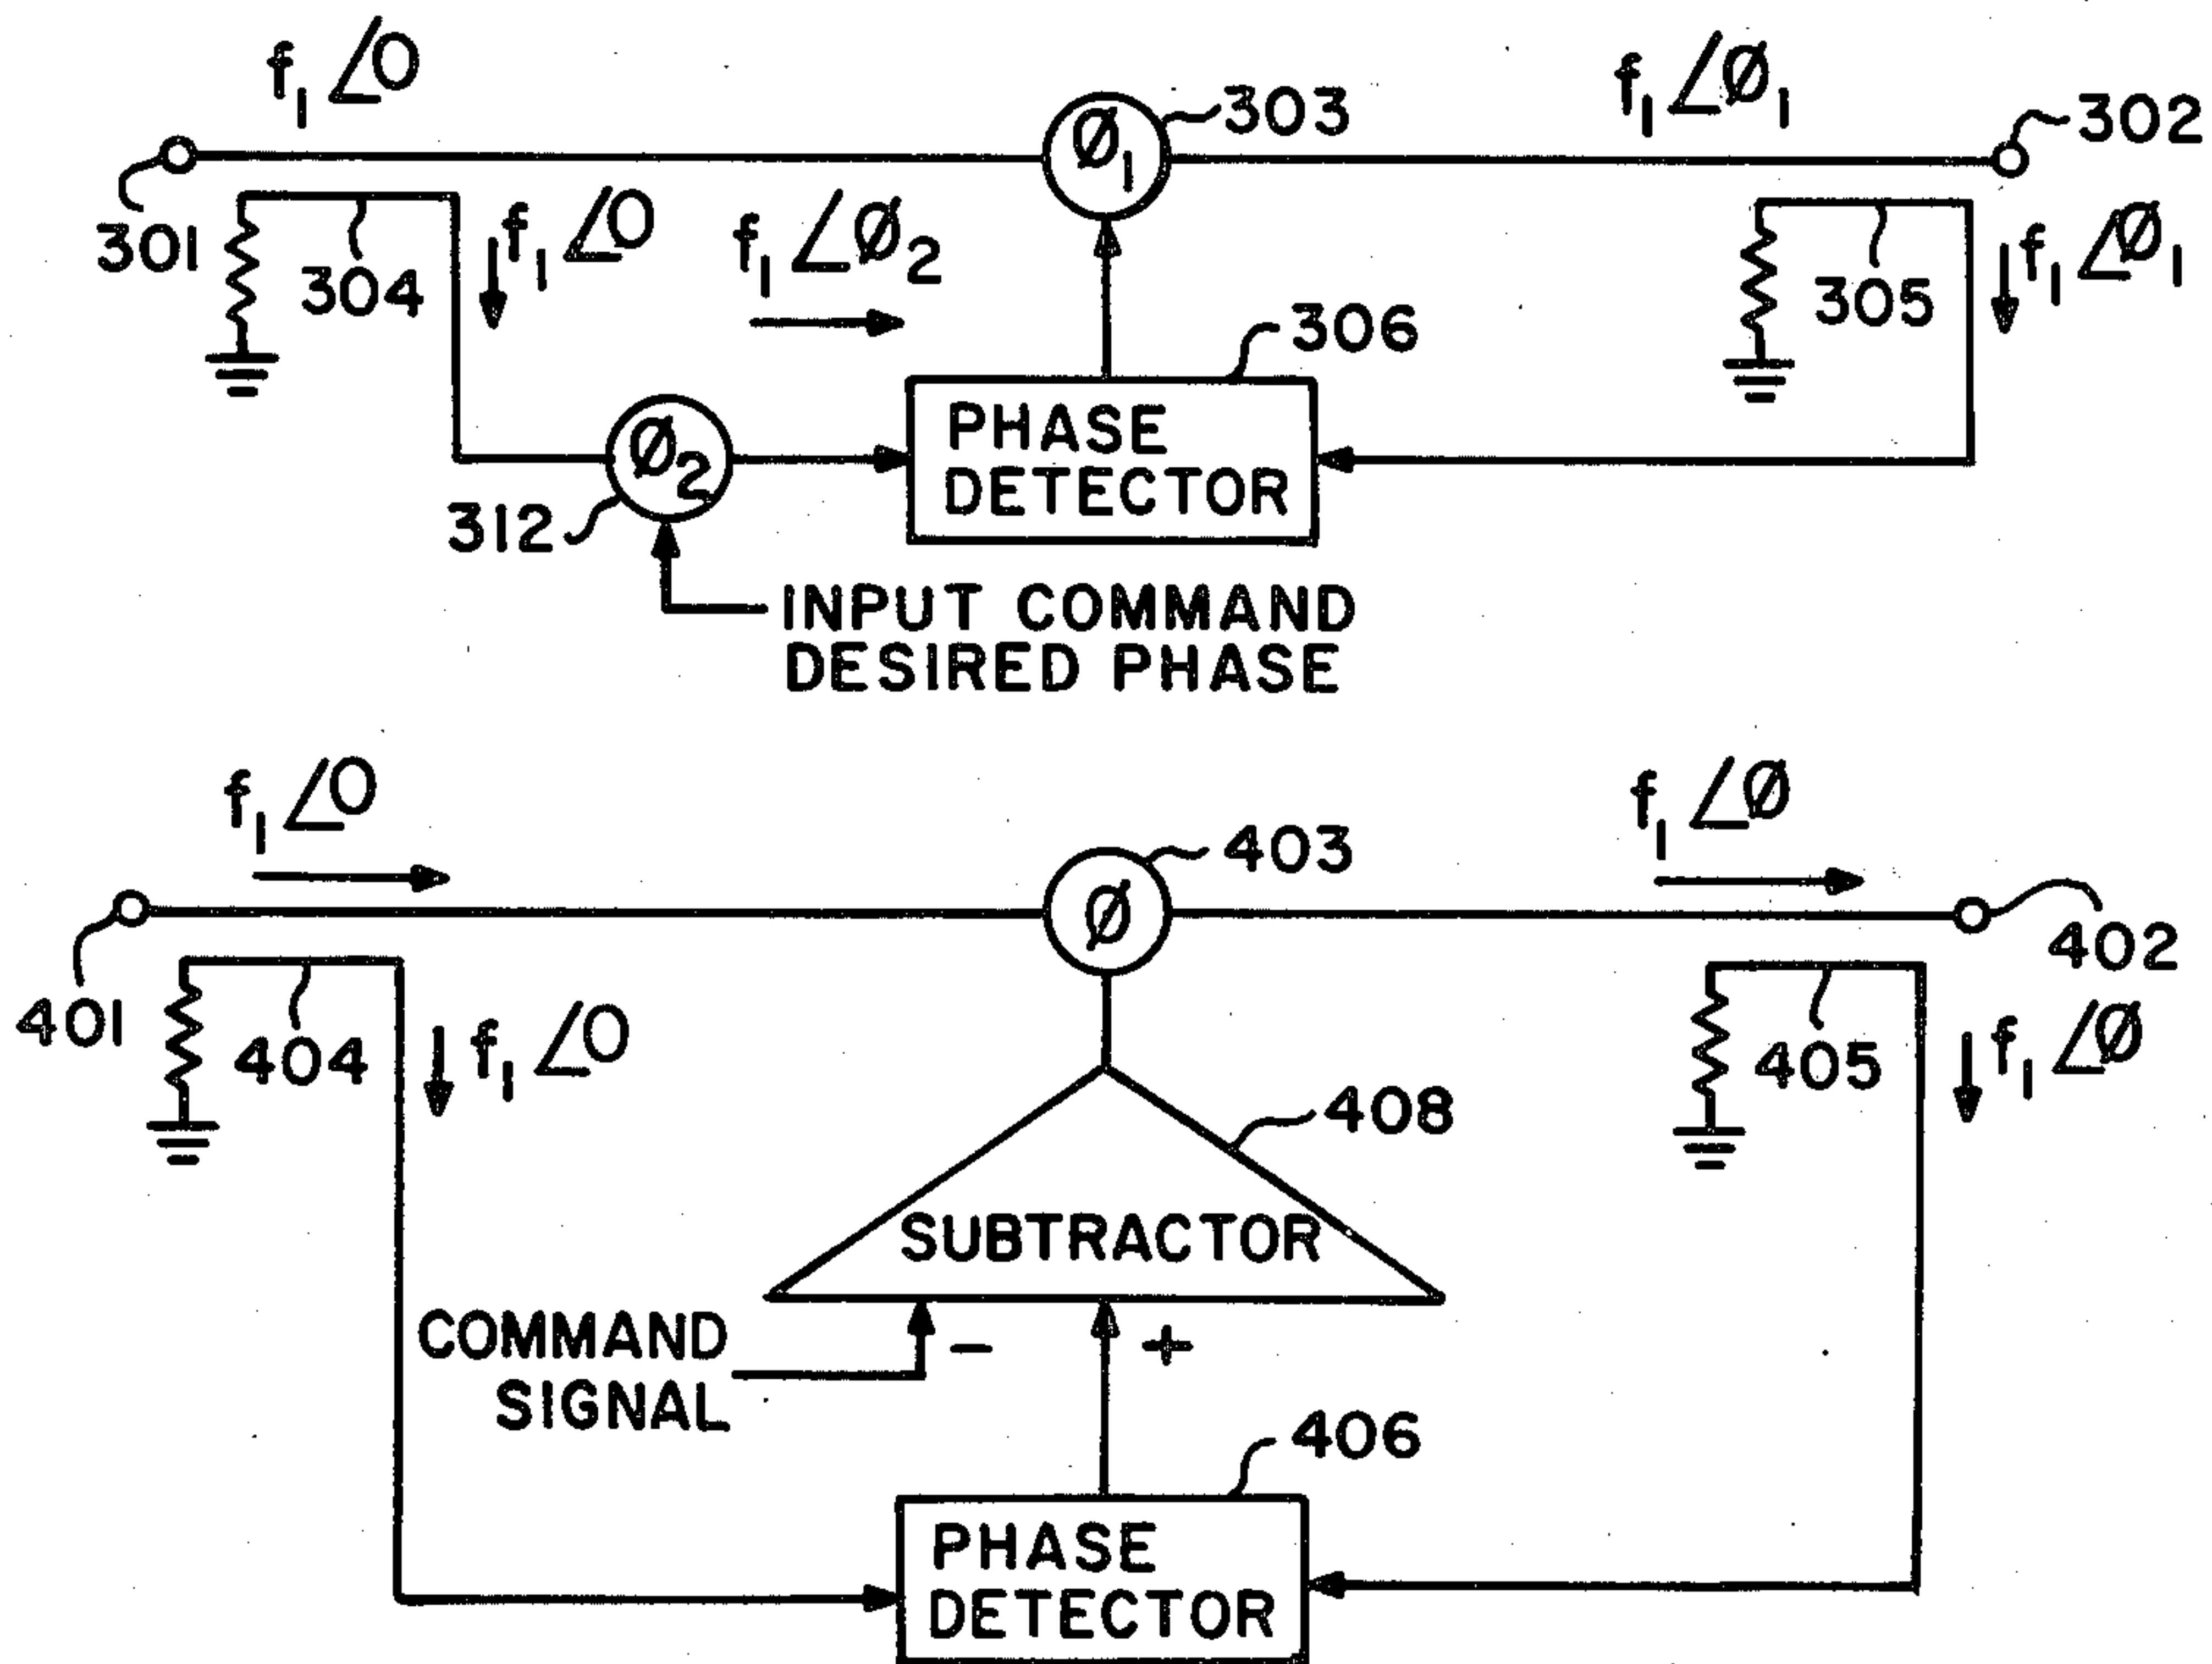 f₁ ∠0
Ø₁
303
f₁ ∠Ø₁
302
301
304
f₁ ∠0
f₁ ∠Ø₂
306
305
f₁ ∠Ø₁
Ø₂
312
PHASE
DETECTOR
INPUT COMMAND
DESIRED PHASE
f₁ ∠0
Ø
403
f₁ ∠Ø
402
401
404
f₁ ∠0
405
f₁ ∠Ø
408
SUBTRACTOR
COMMAND
SIGNAL
− +
406
PHASE
DETECTOR